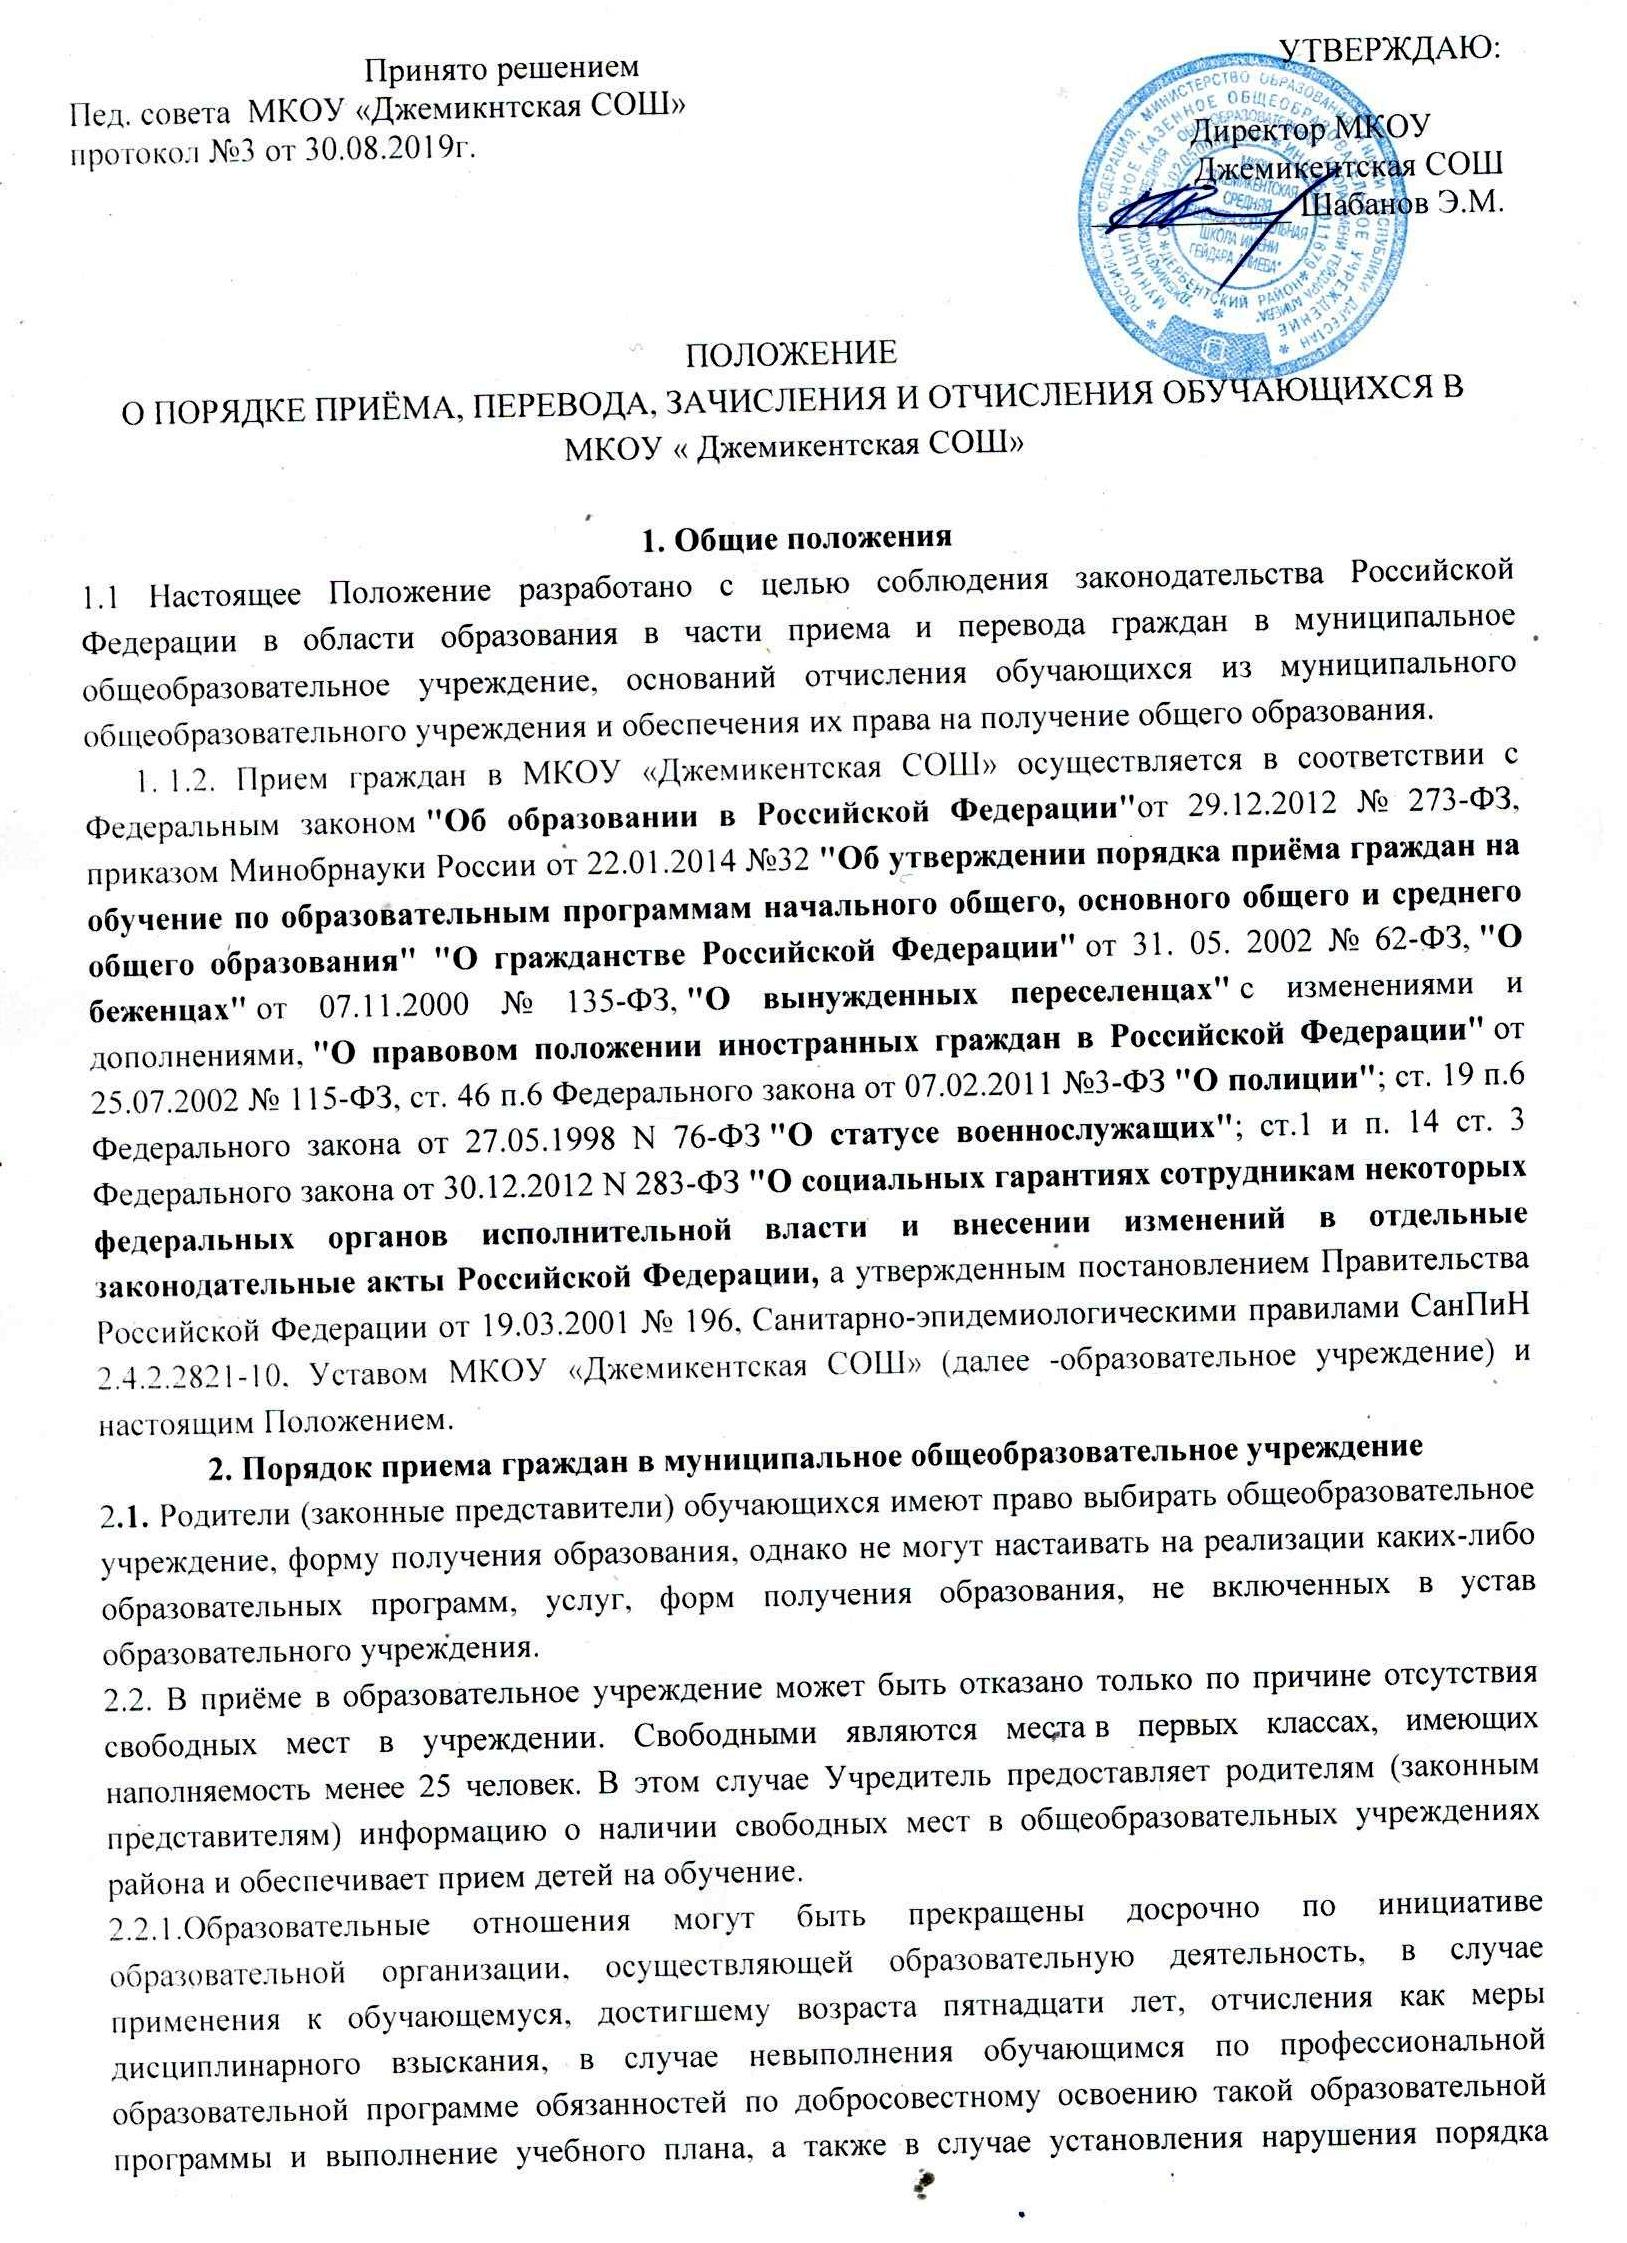 Принято решением
Пед. совета МКОУ «Джемикнтская СОШ»
протокол №3 от 30.08.2019г.
УТВЕРЖДАЮ:
Директор МКОУ
Джемикентская СОШ
Шабанов Э.М.
ДЖЕМИКЕНТСКАЯ
СРЕДНЯЯ
ОБЩЕОБРАЗОВАТЕЛЬНАЯ
ШКОЛА ИМЕНИ
ГЕЙДАРА АЛИЕВА"
ПОЛОЖЕНИЕ
О ПОРЯДКЕ ПРИЁМА, ПЕРЕВОДА, ЗАЧИСЛЕНИЯ И ОТЧИСЛЕНИЯ ОБУЧАЮЩИХСЯ В
МКОУ « Джемикентская СОШ»
1. Общие положения
1.1 Настоящее Положение разработано с целью соблюдения законодательства Российской
Федерации в области образования в части приема и перевода граждан в муниципальное
общеобразовательное учреждение, оснований отчисления обучающихся из муниципального
общеобразовательного учреждения и обеспечения их права на получение общего образования.
1. 1.2. Прием граждан в МКОУ «Джемикентская СОШ» осуществляется в соответствии с
Федеральным законом "Об образовании в Российской Федерации"от 29.12.2012 № 273-ФЗ,
приказом Минобрнауки России от 22.01.2014 №32 "Об утверждении порядка приёма граждан на
обучение по образовательным программам начального общего, основного общего и среднего
общего образования" "О гражданстве Российской Федерации" от 31. 05. 2002 № 62-ФЗ, "О
беженцах" от 07.11.2000 № 135-ФЗ, "О вынужденных переселенцах" с изменениями и
дополнениями, "О правовом положении иностранных граждан в Российской Федерации" от
25.07.2002 № 115-ФЗ, ст. 46 п.6 Федерального закона от 07.02.2011 №3-ФЗ "О полиции"; ст. 19 п.6
Федерального закона от 27.05.1998 N 76-ФЗ "О статусе военнослужащих"; ст.1 и п. 14 ст. 3
Федерального закона от 30.12.2012 N 283-ФЗ "О социальных гарантиях сотрудникам некоторых
федеральных органов исполнительной власти и внесении изменений в отдельные
законодательные акты Российской Федерации, а утвержденным постановлением Правительства
Российской Федерации от 19.03.2001 № 196, Санитарно-эпидемиологическими правилами СанПиН
2.4.2.2821-10, Уставом МКОУ «Джемикентская СОШ» (далее -образовательное учреждение) и
настоящим Положением.
2. Порядок приема граждан в муниципальное общеобразовательное учреждение
2.1. Родители (законные представители) обучающихся имеют право выбирать общеобразовательное
учреждение, форму получения образования, однако не могут настаивать на реализации каких-либо
образовательных программ, услуг, форм получения образования, не включенных в устав
образовательного учреждения.
2.2. В приёме в образовательное учреждение может быть отказано только по причине отсутствия
свободных мест в учреждении. Свободными являются места в первых классах, имеющих
наполняемость менее 25 человек. В этом случае Учредитель предоставляет родителям (законным
представителям) информацию о наличии свободных мест в общеобразовательных учреждениях
района и обеспечивает прием детей на обучение.
2.2.1.Образовательные отношения могут быть прекращены досрочно по инициативе
образовательной организации, осуществляющей образовательную деятельность, в случае
применения к обучающемуся, достигшему возраста пятнадцати лет, отчисления как меры
дисциплинарного взыскания, в случае невыполнения обучающимся по профессиональной
образовательной программе обязанностей по добросовестному освоению такой образовательной
программы и выполнение учебного плана, а также в случае установления нарушения порядка